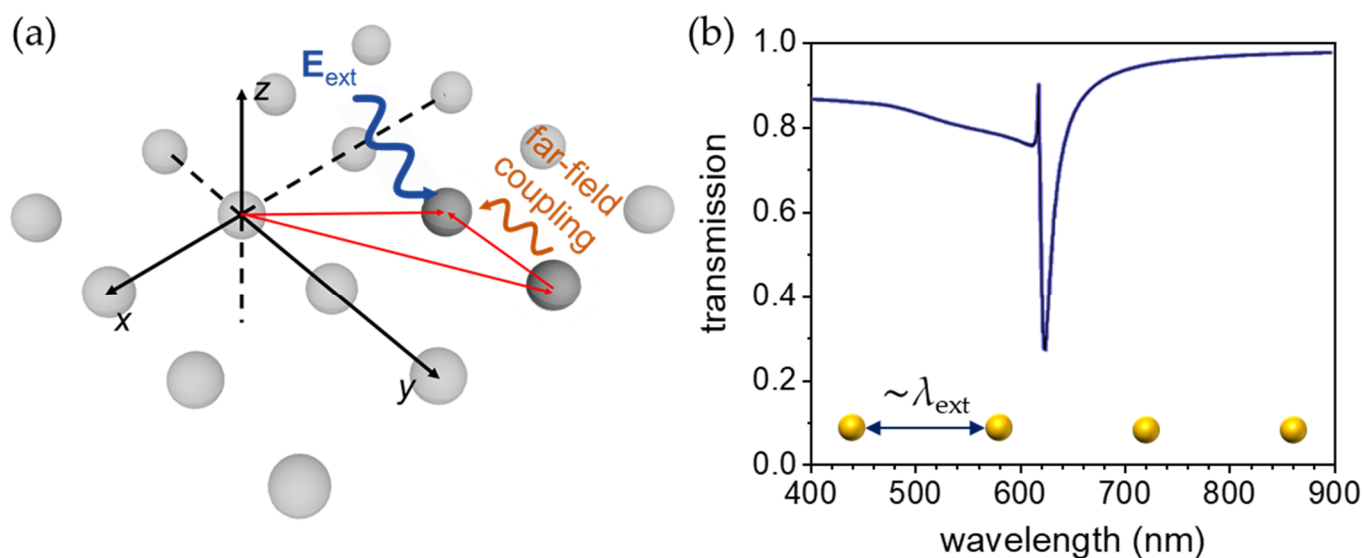 (a)
E_ext
z
far-field
coupling
x
y
(b)
transmission
1.0
0.8
0.6
0.4
0.2
0.0
~λ_ext
400 500 600 700 800 900
wavelength (nm)